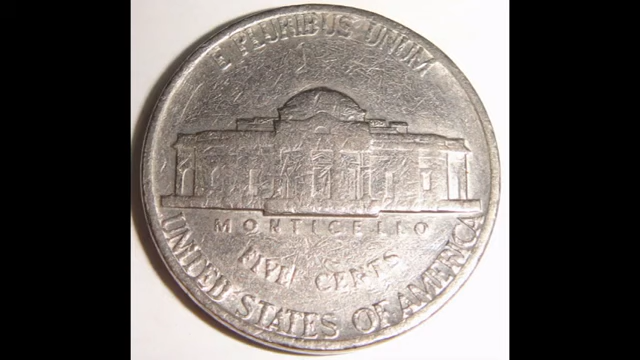 E PLURIBUS UNUM
MONTICELLO
FIVE CENTS
UNITED STATES OF AMERICA